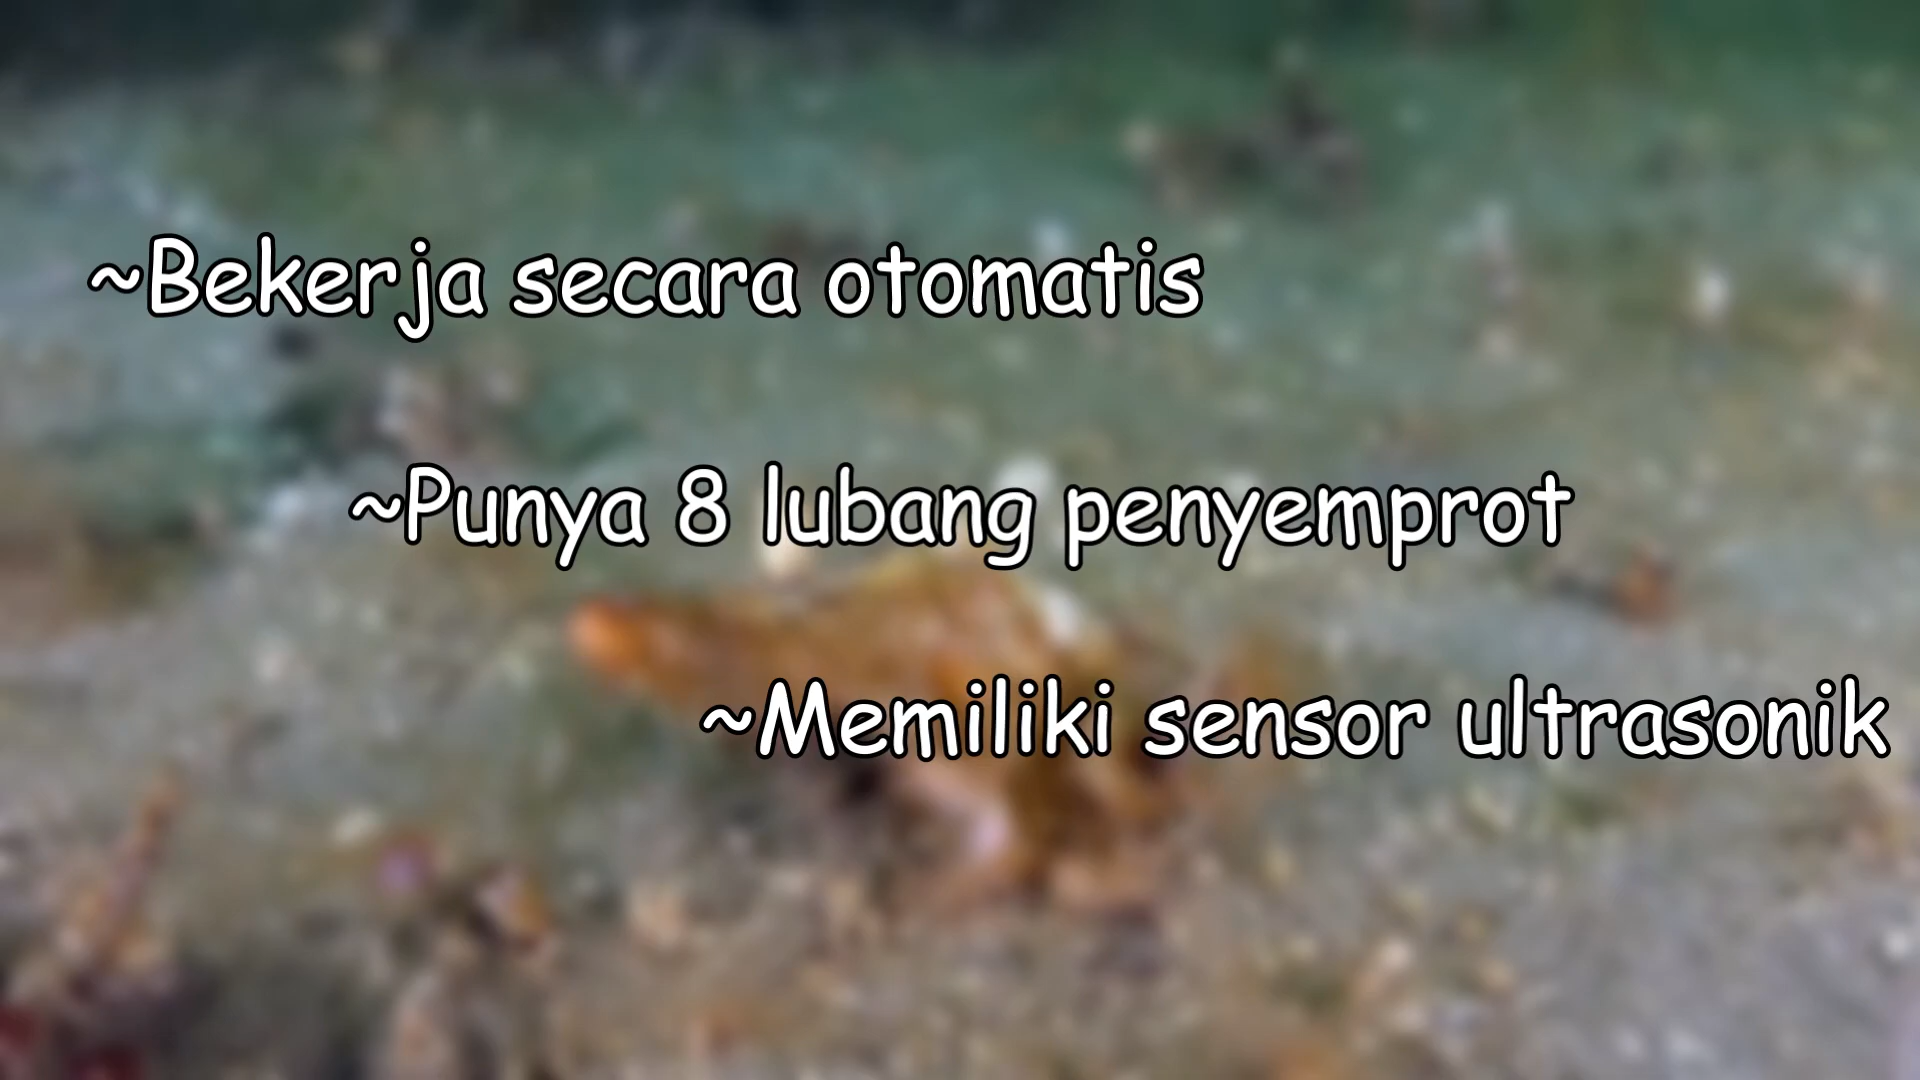 ~Bekerja secara otomatis
~Punya 8 lubang penyemprot
~Memiliki sensor ultrasonik